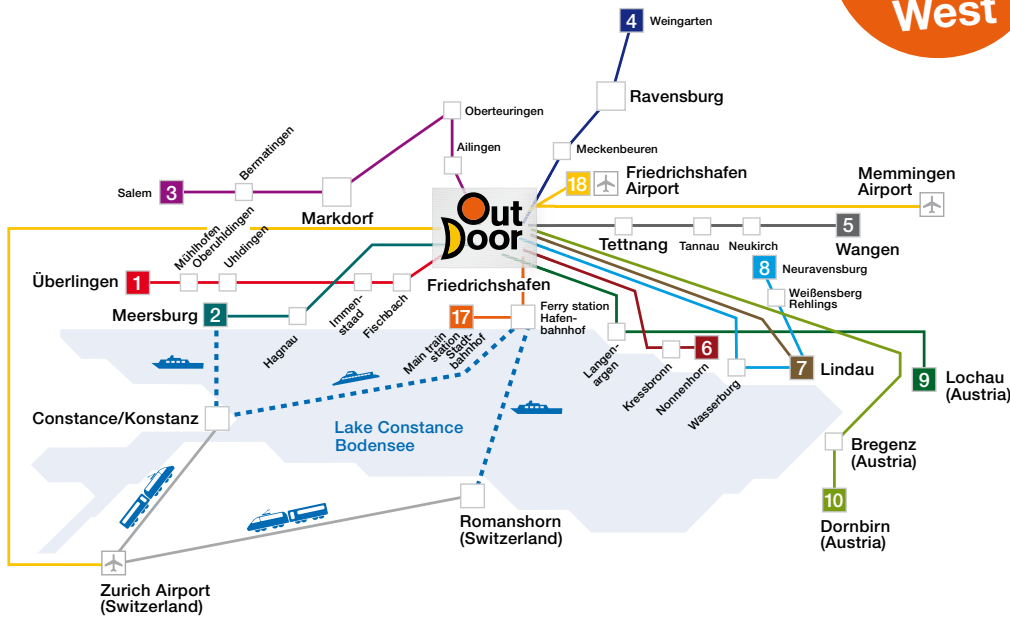 West
4 Weingarten
Ravensburg
Oberteuringen
Meckenbeuren
Ailingen
Bermatingen
Salem 3
Markdorf
18 Friedrichshafen
Airport
Memmingen
Airport
Out
Door
5
Wangen
Tettnang
Tannau
Neukirch
Mühlhofen
Oberuhldingen
Uhldingen
8 Neuravensburg
Überlingen 1
Immen-
staad
Fischbach
Friedrichshafen
Weißensberg
Rehlings
Meersburg 2
Hagnau
17
Main train
station
Stadt-
bahnhof
Ferry station
Hafen-
bahnhof
Langen-
argen
Kressbronn
Nonnenhorn
6
Wasserburg
7 Lindau
9 Lochau
(Austria)
Constance/Konstanz
Lake Constance
Bodensee
Bregenz
(Austria)
10
Dornbirn
(Austria)
Romanshorn
(Switzerland)
Zurich Airport
(Switzerland)